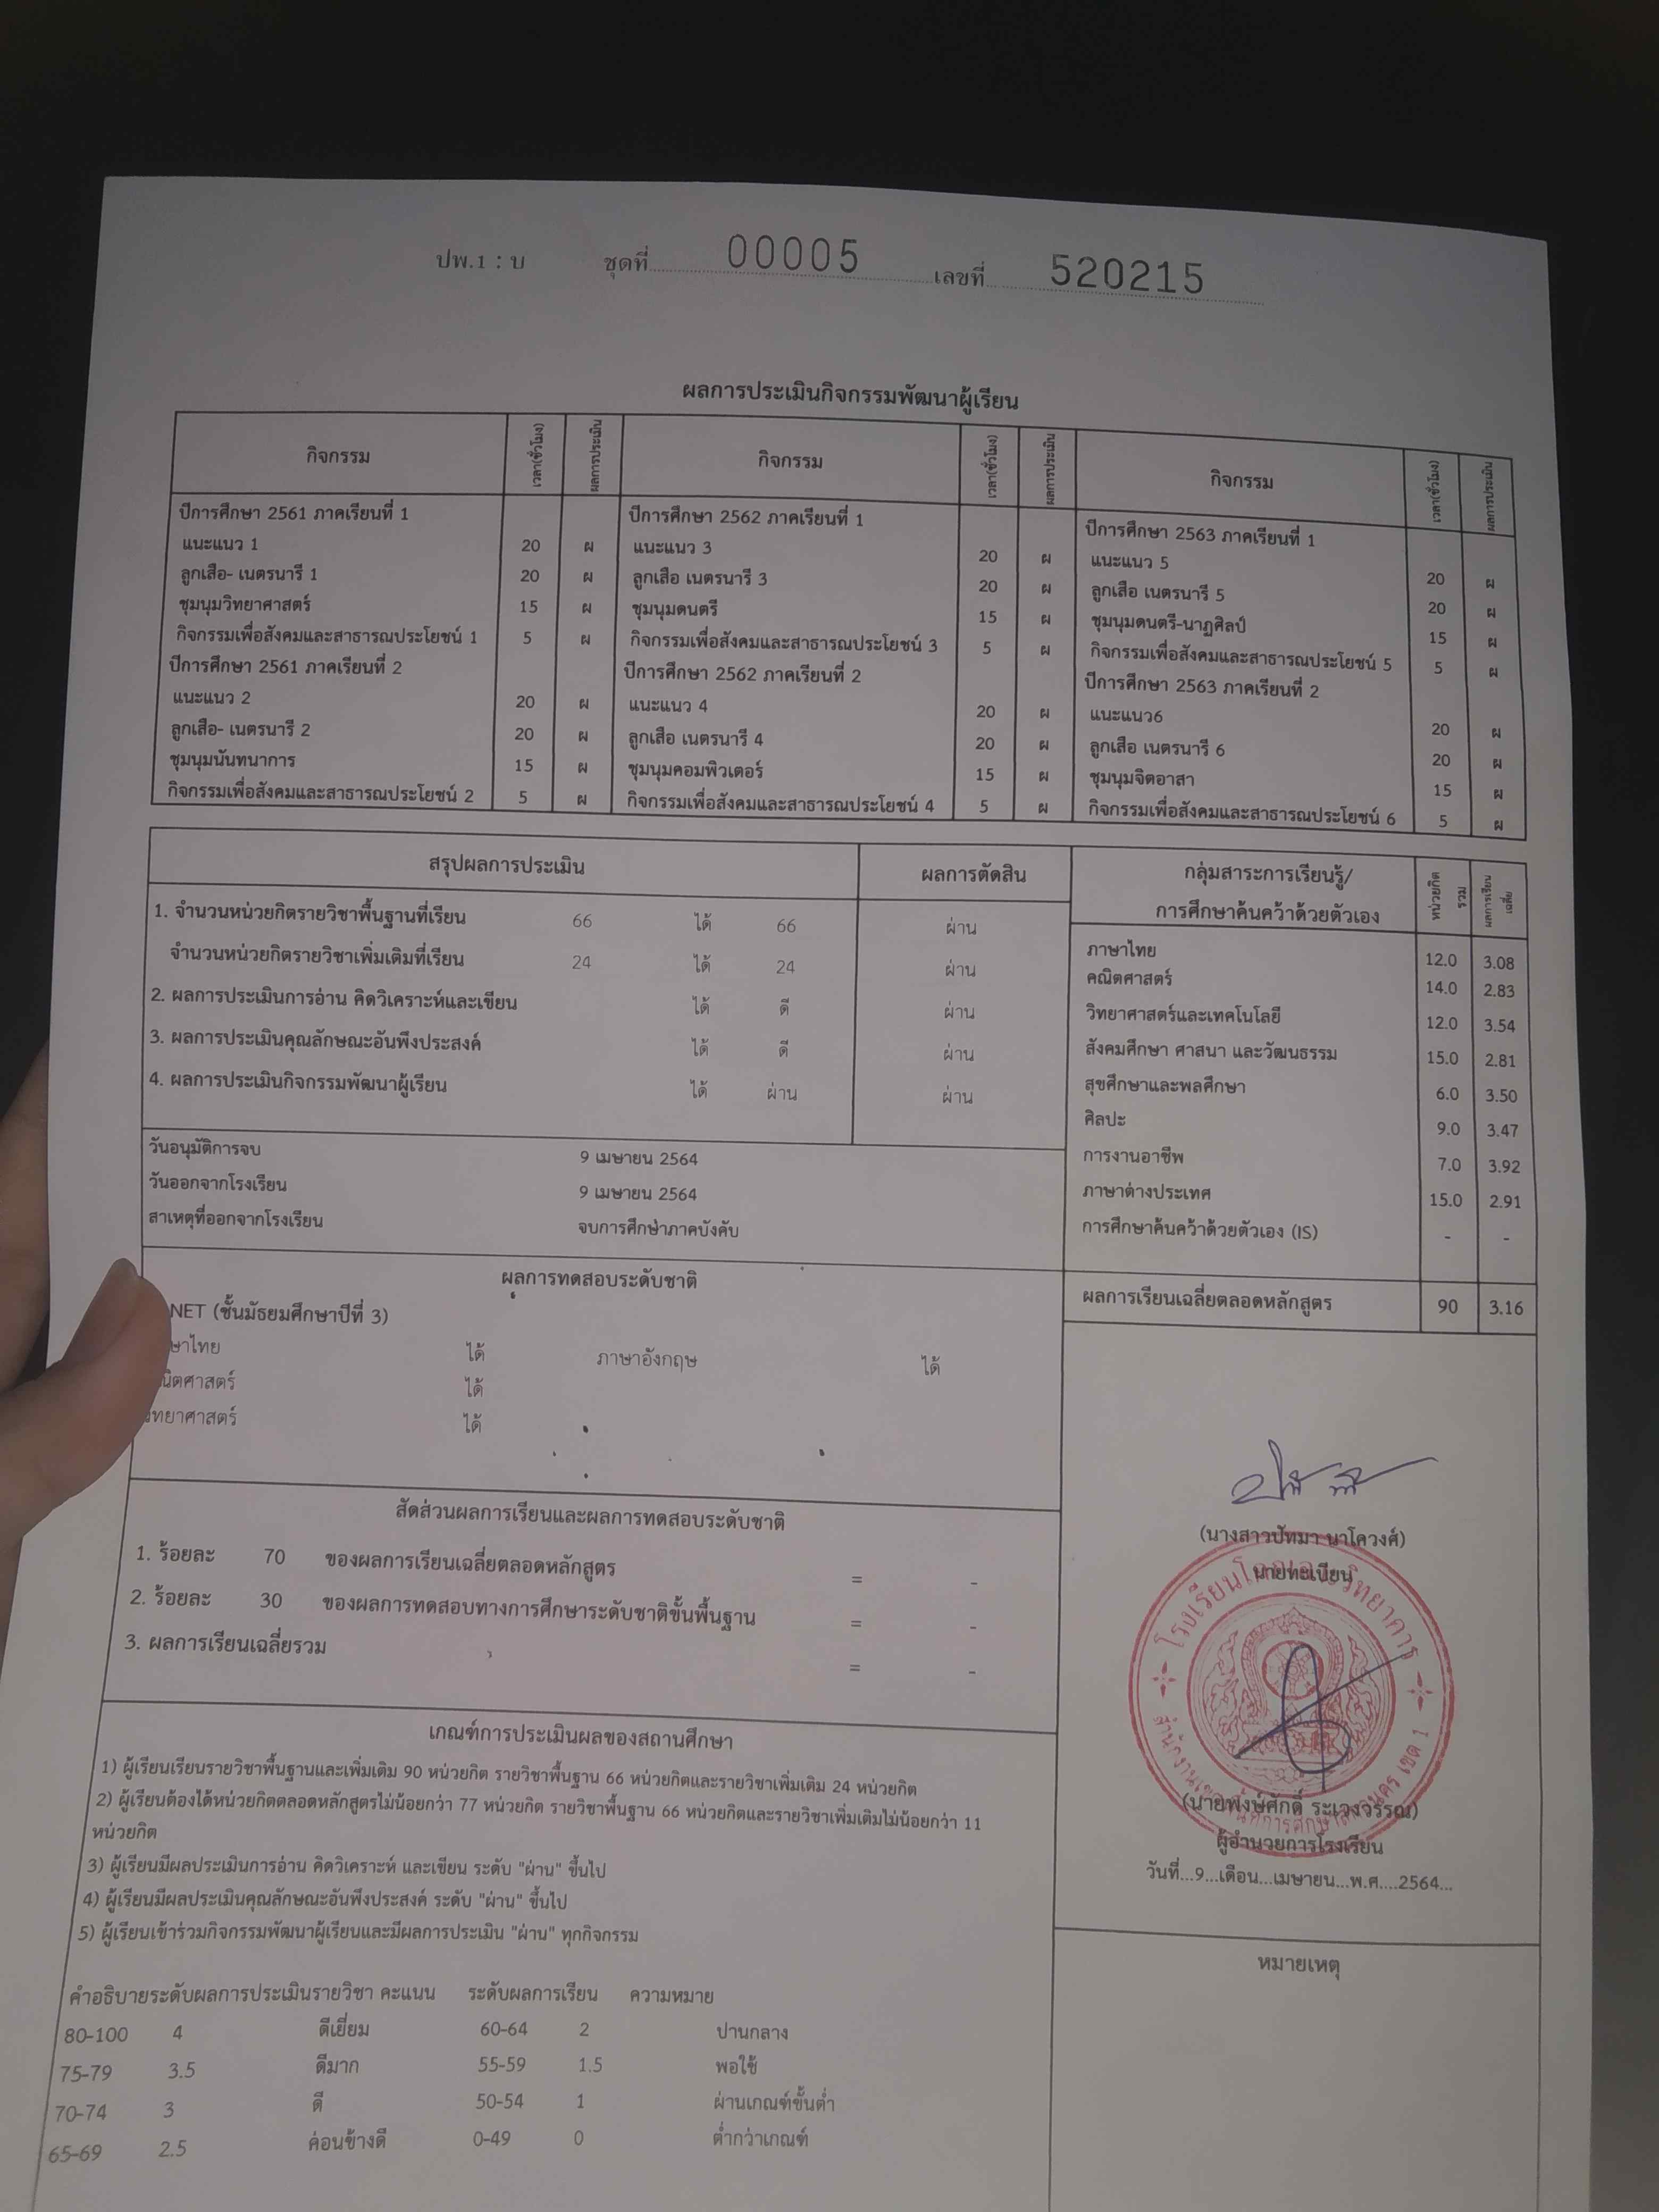 ปพ.1 : บ ชุดที่ 00005 เลขที่ 520215
ผลการประเมินกิจกรรมพัฒนาผู้เรียน
กิจกรรม เวลา(ชั่วโมง) ผลการประเมิน กิจกรรม เวลา(ชั่วโมง) ผลการประเมิน กิจกรรม เวลา(ชั่วโมง) ผลการประเมิน
ปีการศึกษา 2561 ภาคเรียนที่ 1 ปีการศึกษา 2562 ภาคเรียนที่ 1 ปีการศึกษา 2563 ภาคเรียนที่ 1
แนะแนว 1 20 ผ แนะแนว 3 20 ผ แนะแนว 5 20 ผ
ลูกเสือ- เนตรนารี 1 20 ผ ลูกเสือ เนตรนารี 3 20 ผ ลูกเสือ เนตรนารี 5 20 ผ
ชุมนุมวิทยาศาสตร์ 15 ผ ชุมนุมดนตรี 15 ผ ชุมนุมดนตรี-นาฏศิลป์ 15 ผ
กิจกรรมเพื่อสังคมและสาธารณประโยชน์ 1 5 ผ กิจกรรมเพื่อสังคมและสาธารณประโยชน์ 3 5 ผ กิจกรรมเพื่อสังคมและสาธารณประโยชน์ 5 5 ผ
ปีการศึกษา 2561 ภาคเรียนที่ 2 ปีการศึกษา 2562 ภาคเรียนที่ 2 ปีการศึกษา 2563 ภาคเรียนที่ 2
แนะแนว 2 20 ผ แนะแนว 4 20 ผ แนะแนว6 20 ผ
ลูกเสือ- เนตรนารี 2 20 ผ ลูกเสือ เนตรนารี 4 20 ผ ลูกเสือ เนตรนารี 6 20 ผ
ชุมนุมนันทนาการ 15 ผ ชุมนุมคอมพิวเตอร์ 15 ผ ชุมนุมจิตอาสา 15 ผ
กิจกรรมเพื่อสังคมและสาธารณประโยชน์ 2 5 ผ กิจกรรมเพื่อสังคมและสาธารณประโยชน์ 4 5 ผ กิจกรรมเพื่อสังคมและสาธารณประโยชน์ 6 5 ผ
สรุปผลการประเมิน ผลการตัดสิน
1. จำนวนหน่วยกิตรายวิชาพื้นฐานที่เรียน 66 ได้ 66 ผ่าน
จำนวนหน่วยกิตรายวิชาเพิ่มเติมที่เรียน 24 ได้ 24 ผ่าน
2. ผลการประเมินการอ่าน คิดวิเคราะห์และเขียน ได้ ดี ผ่าน
3. ผลการประเมินคุณลักษณะอันพึงประสงค์ ได้ ดี ผ่าน
4. ผลการประเมินกิจกรรมพัฒนาผู้เรียน ได้ ผ่าน ผ่าน
วันอนุมัติการจบ 9 เมษายน 2564
วันออกจากโรงเรียน 9 เมษายน 2564
สาเหตุที่ออกจากโรงเรียน จบการศึกษาภาคบังคับ
ผลการทดสอบระดับชาติ
NET (ชั้นมัธยมศึกษาปีที่ 3)
ษาไทย ได้ ภาษาอังกฤษ ได้
ณิตศาสตร์ ได้
วิทยาศาสตร์ ได้
สัดส่วนผลการเรียนและผลการทดสอบระดับชาติ
1. ร้อยละ 70 ของผลการเรียนเฉลี่ยตลอดหลักสูตร = -
2. ร้อยละ 30 ของผลการทดสอบทางการศึกษาระดับชาติขั้นพื้นฐาน = -
3. ผลการเรียนเฉลี่ยรวม = -
เกณฑ์การประเมินผลของสถานศึกษา
1) ผู้เรียนเรียนรายวิชาพื้นฐานและเพิ่มเติม 90 หน่วยกิต รายวิชาพื้นฐาน 66 หน่วยกิตและรายวิชาเพิ่มเติม 24 หน่วยกิต
2) ผู้เรียนต้องได้หน่วยกิตตลอดหลักสูตรไม่น้อยกว่า 77 หน่วยกิต รายวิชาพื้นฐาน 66 หน่วยกิตและรายวิชาเพิ่มเติมไม่น้อยกว่า 11
หน่วยกิต
3) ผู้เรียนมีผลประเมินการอ่าน คิดวิเคราะห์ และเขียน ระดับ "ผ่าน" ขึ้นไป
4) ผู้เรียนมีผลประเมินคุณลักษณะอันพึงประสงค์ ระดับ "ผ่าน" ขึ้นไป
5) ผู้เรียนเข้าร่วมกิจกรรมพัฒนาผู้เรียนและมีผลการประเมิน "ผ่าน" ทุกกิจกรรม
คำอธิบายระดับผลการประเมินรายวิชา คะแนน ระดับผลการเรียน ความหมาย
80-100 4 ดีเยี่ยม 60-64 2 ปานกลาง
75-79 3.5 ดีมาก 55-59 1.5 พอใช้
70-74 3 ดี 50-54 1 ผ่านเกณฑ์ขั้นต่ำ
65-69 2.5 ค่อนข้างดี 0-49 0 ต่ำกว่าเกณฑ์
กลุ่มสาระการเรียนรู้/ หน่วยกิตรวม ผลการเรียนเฉลี่ย
การศึกษาค้นคว้าด้วยตัวเอง
ภาษาไทย 12.0 3.08
คณิตศาสตร์ 14.0 2.83
วิทยาศาสตร์และเทคโนโลยี 12.0 3.54
สังคมศึกษา ศาสนา และวัฒนธรรม 15.0 2.81
สุขศึกษาและพลศึกษา 6.0 3.50
ศิลปะ 9.0 3.47
การงานอาชีพ 7.0 3.92
ภาษาต่างประเทศ 15.0 2.91
การศึกษาค้นคว้าด้วยตัวเอง (IS) - -
ผลการเรียนเฉลี่ยตลอดหลักสูตร 90 3.16
(นางสาวปัทมา นาโควงศ์)
นายทะเบียน
(นายพงษ์ศักดิ์ ระเวงวรรณ)
ผู้อำนวยการโรงเรียน
วันที่...9...เดือน...เมษายน...พ.ศ....2564...
หมายเหตุ